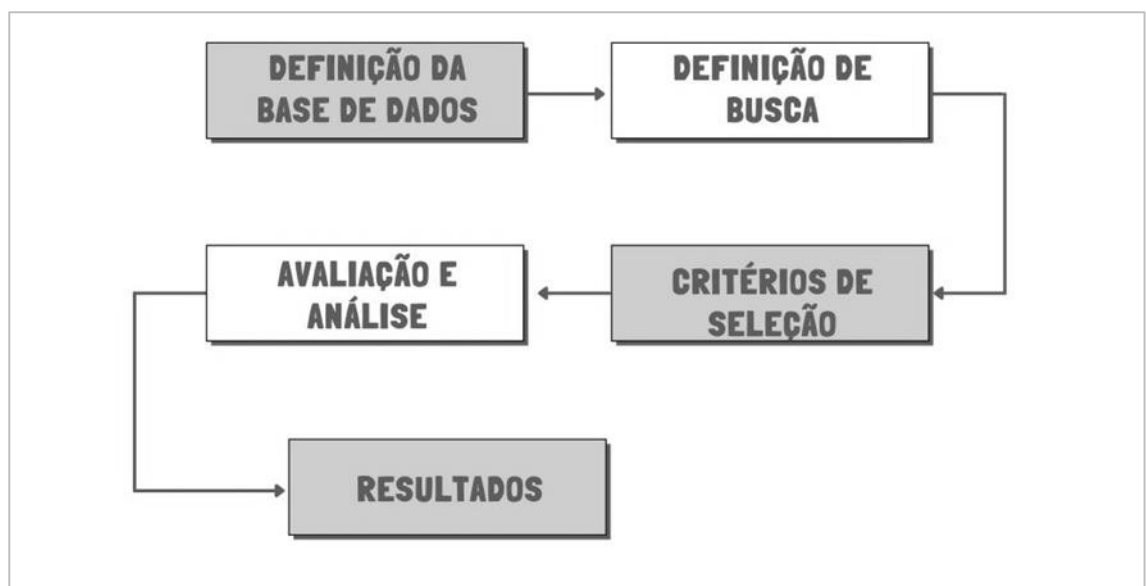 DEFINIÇÃO DA
BASE DE DADOS
DEFINIÇÃO DE
BUSCA
CRITÉRIOS DE
SELEÇÃO
AVALIAÇÃO E
ANÁLISE
RESULTADOS